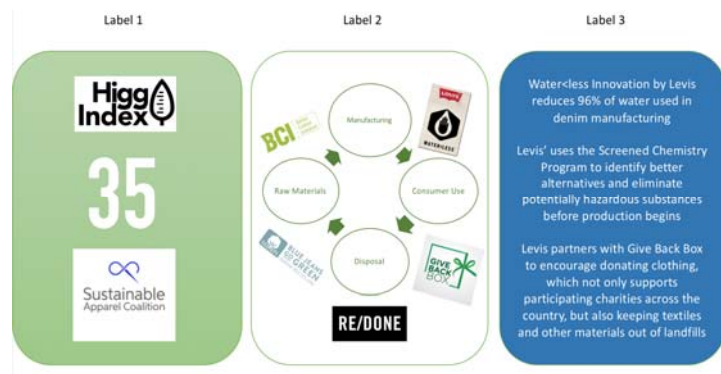 Label 1
Label 2
Label 3
Higg
Index
35
Sustainable
Apparel Coalition
BCI
Manufacturing
Levi's
WATER<LESS
Raw Materials
Consumer Use
BLUE JEANS
GO GREEN
Disposal
GIVE
BACK
BOX
RE/DONE
Water<less Innovation by Levis
reduces 96% of water used in
denim manufacturing
Levis' uses the Screened Chemistry
Program to identify better
alternatives and eliminate
potentially hazardous substances
before production begins
Levis partners with Give Back Box
to encourage donating clothing,
which not only supports
participating charities across the
country, but also keeping textiles
and other materials out of landfills